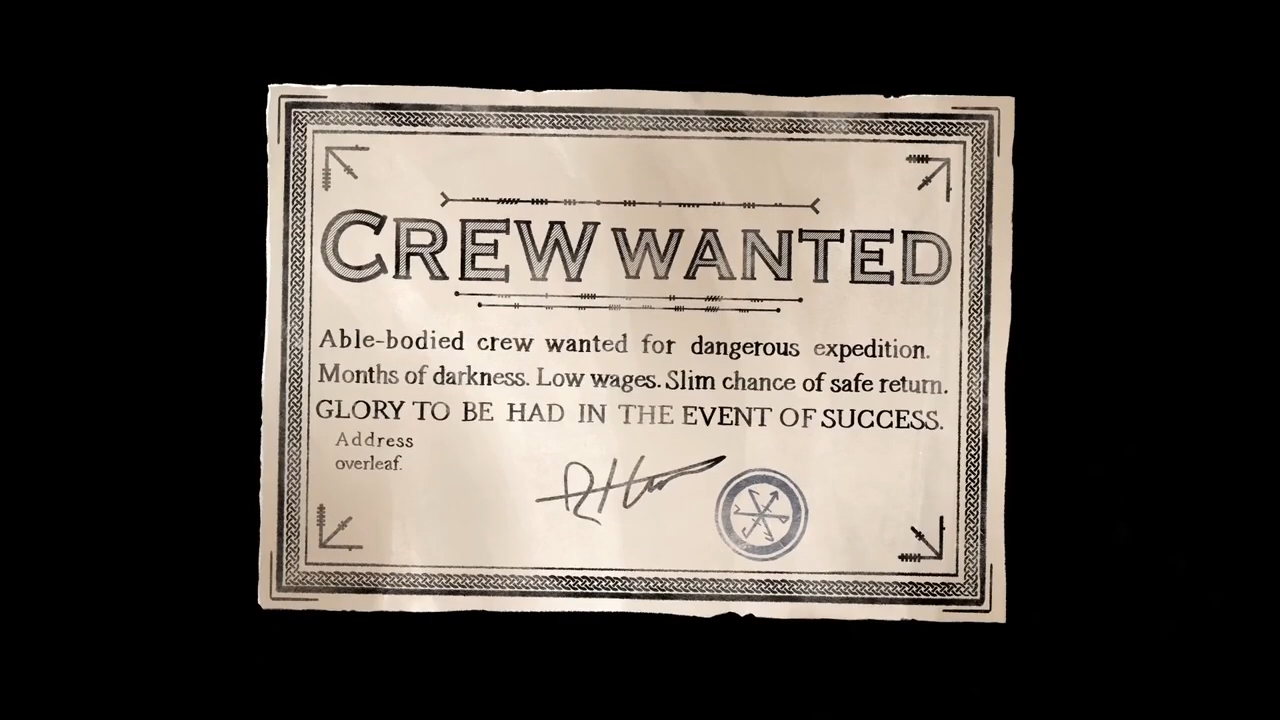 CREW WANTED
Able-bodied crew wanted for dangerous expedition.
Months of darkness. Low wages. Slim chance of safe return.
GLORY TO BE HAD IN THE EVENT OF SUCCESS.
Address
overleaf.